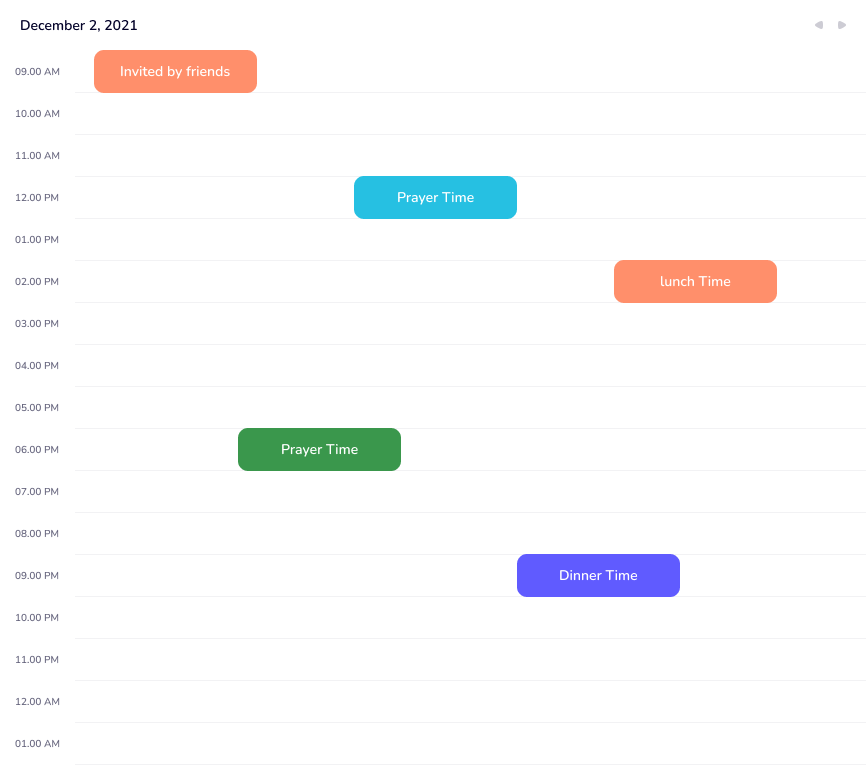 December 2, 2021
09.00 AM Invited by friends
10.00 AM
11.00 AM
12.00 PM Prayer Time
01.00 PM
02.00 PM lunch Time
03.00 PM
04.00 PM
05.00 PM
06.00 PM Prayer Time
07.00 PM
08.00 PM
09.00 PM Dinner Time
10.00 PM
11.00 PM
12.00 AM
01.00 AM